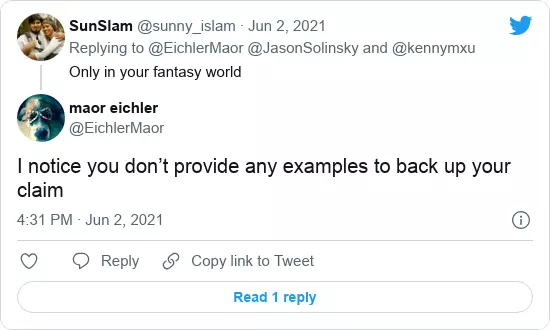 SunSlam @sunny_islam · Jun 2, 2021
Replying to @EichlerMaor @JasonSolinsky and @kennymxu
Only in your fantasy world
maor eichler
@EichlerMaor
I notice you don’t provide any examples to back up your
claim
4:31 PM · Jun 2, 2021
Reply
Copy link to Tweet
Read 1 reply